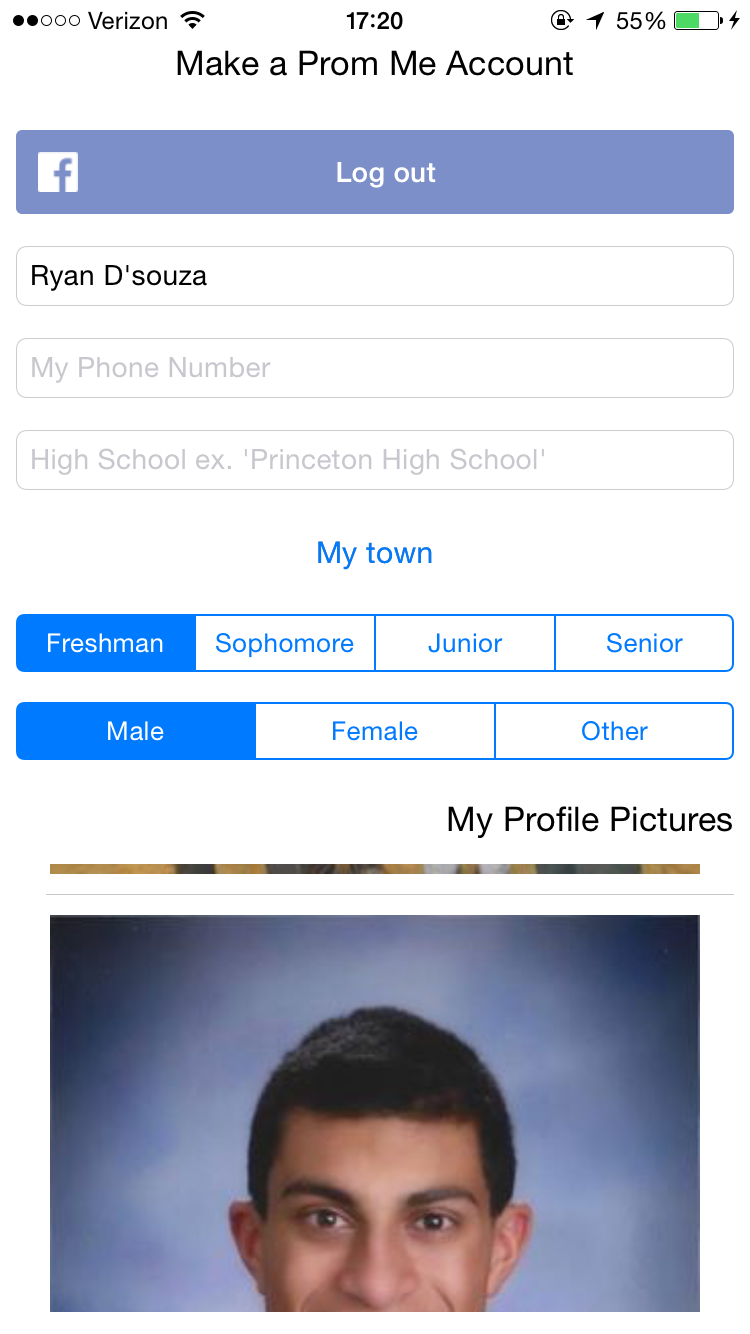 Verizon 17:20 55%
Make a Prom Me Account
Log out
Ryan D'souza
My Phone Number
High School ex. 'Princeton High School'
My town
Freshman Sophomore Junior Senior
Male Female Other
My Profile Pictures